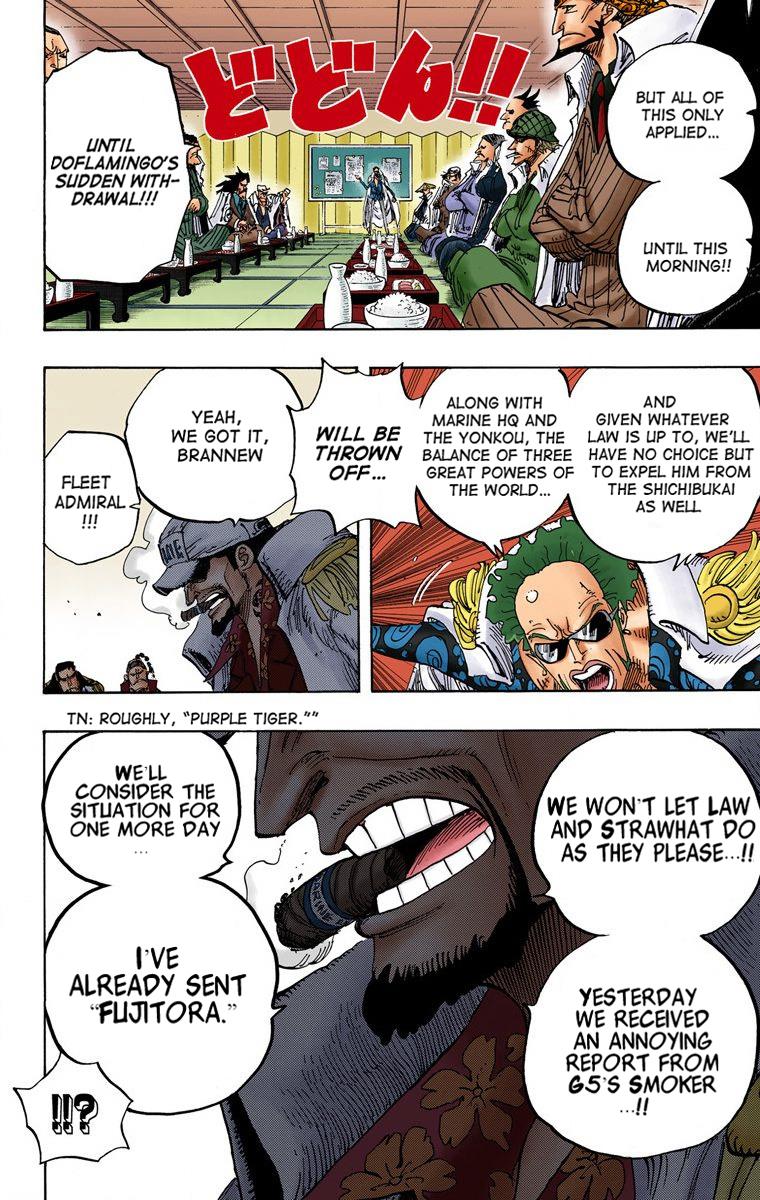 どどん!!
BUT ALL OF
THIS ONLY
APPLIED...
UNTIL THIS
MORNING!!
UNTIL
DOFLAMINGO'S
SUDDEN WITH-
DRAWAL!!!
AND
GIVEN WHATEVER
LAW IS UP TO, WE'LL
HAVE NO CHOICE BUT
TO EXPEL HIM FROM
THE SHICHIBUKAI
AS WELL
ALONG WITH
MARINE HQ AND
THE YONKOU, THE
BALANCE OF THREE
GREAT POWERS OF
THE WORLD...
WILL BE
THROWN
OFF...
YEAH,
WE GOT IT,
BRANNEW
FLEET
ADMIRAL
!!!
TN: ROUGHLY, "PURPLE TIGER.""
WE WON'T LET LAW
AND STRAWHAT DO
AS THEY PLEASE...!!
YESTERDAY
WE RECEIVED
AN ANNOYING
REPORT FROM
G5'S SMOKER
...!!
WE'LL
CONSIDER THE
SITUATION FOR
ONE MORE DAY
...
I'VE
ALREADY SENT
"FUJITORA."
!!?